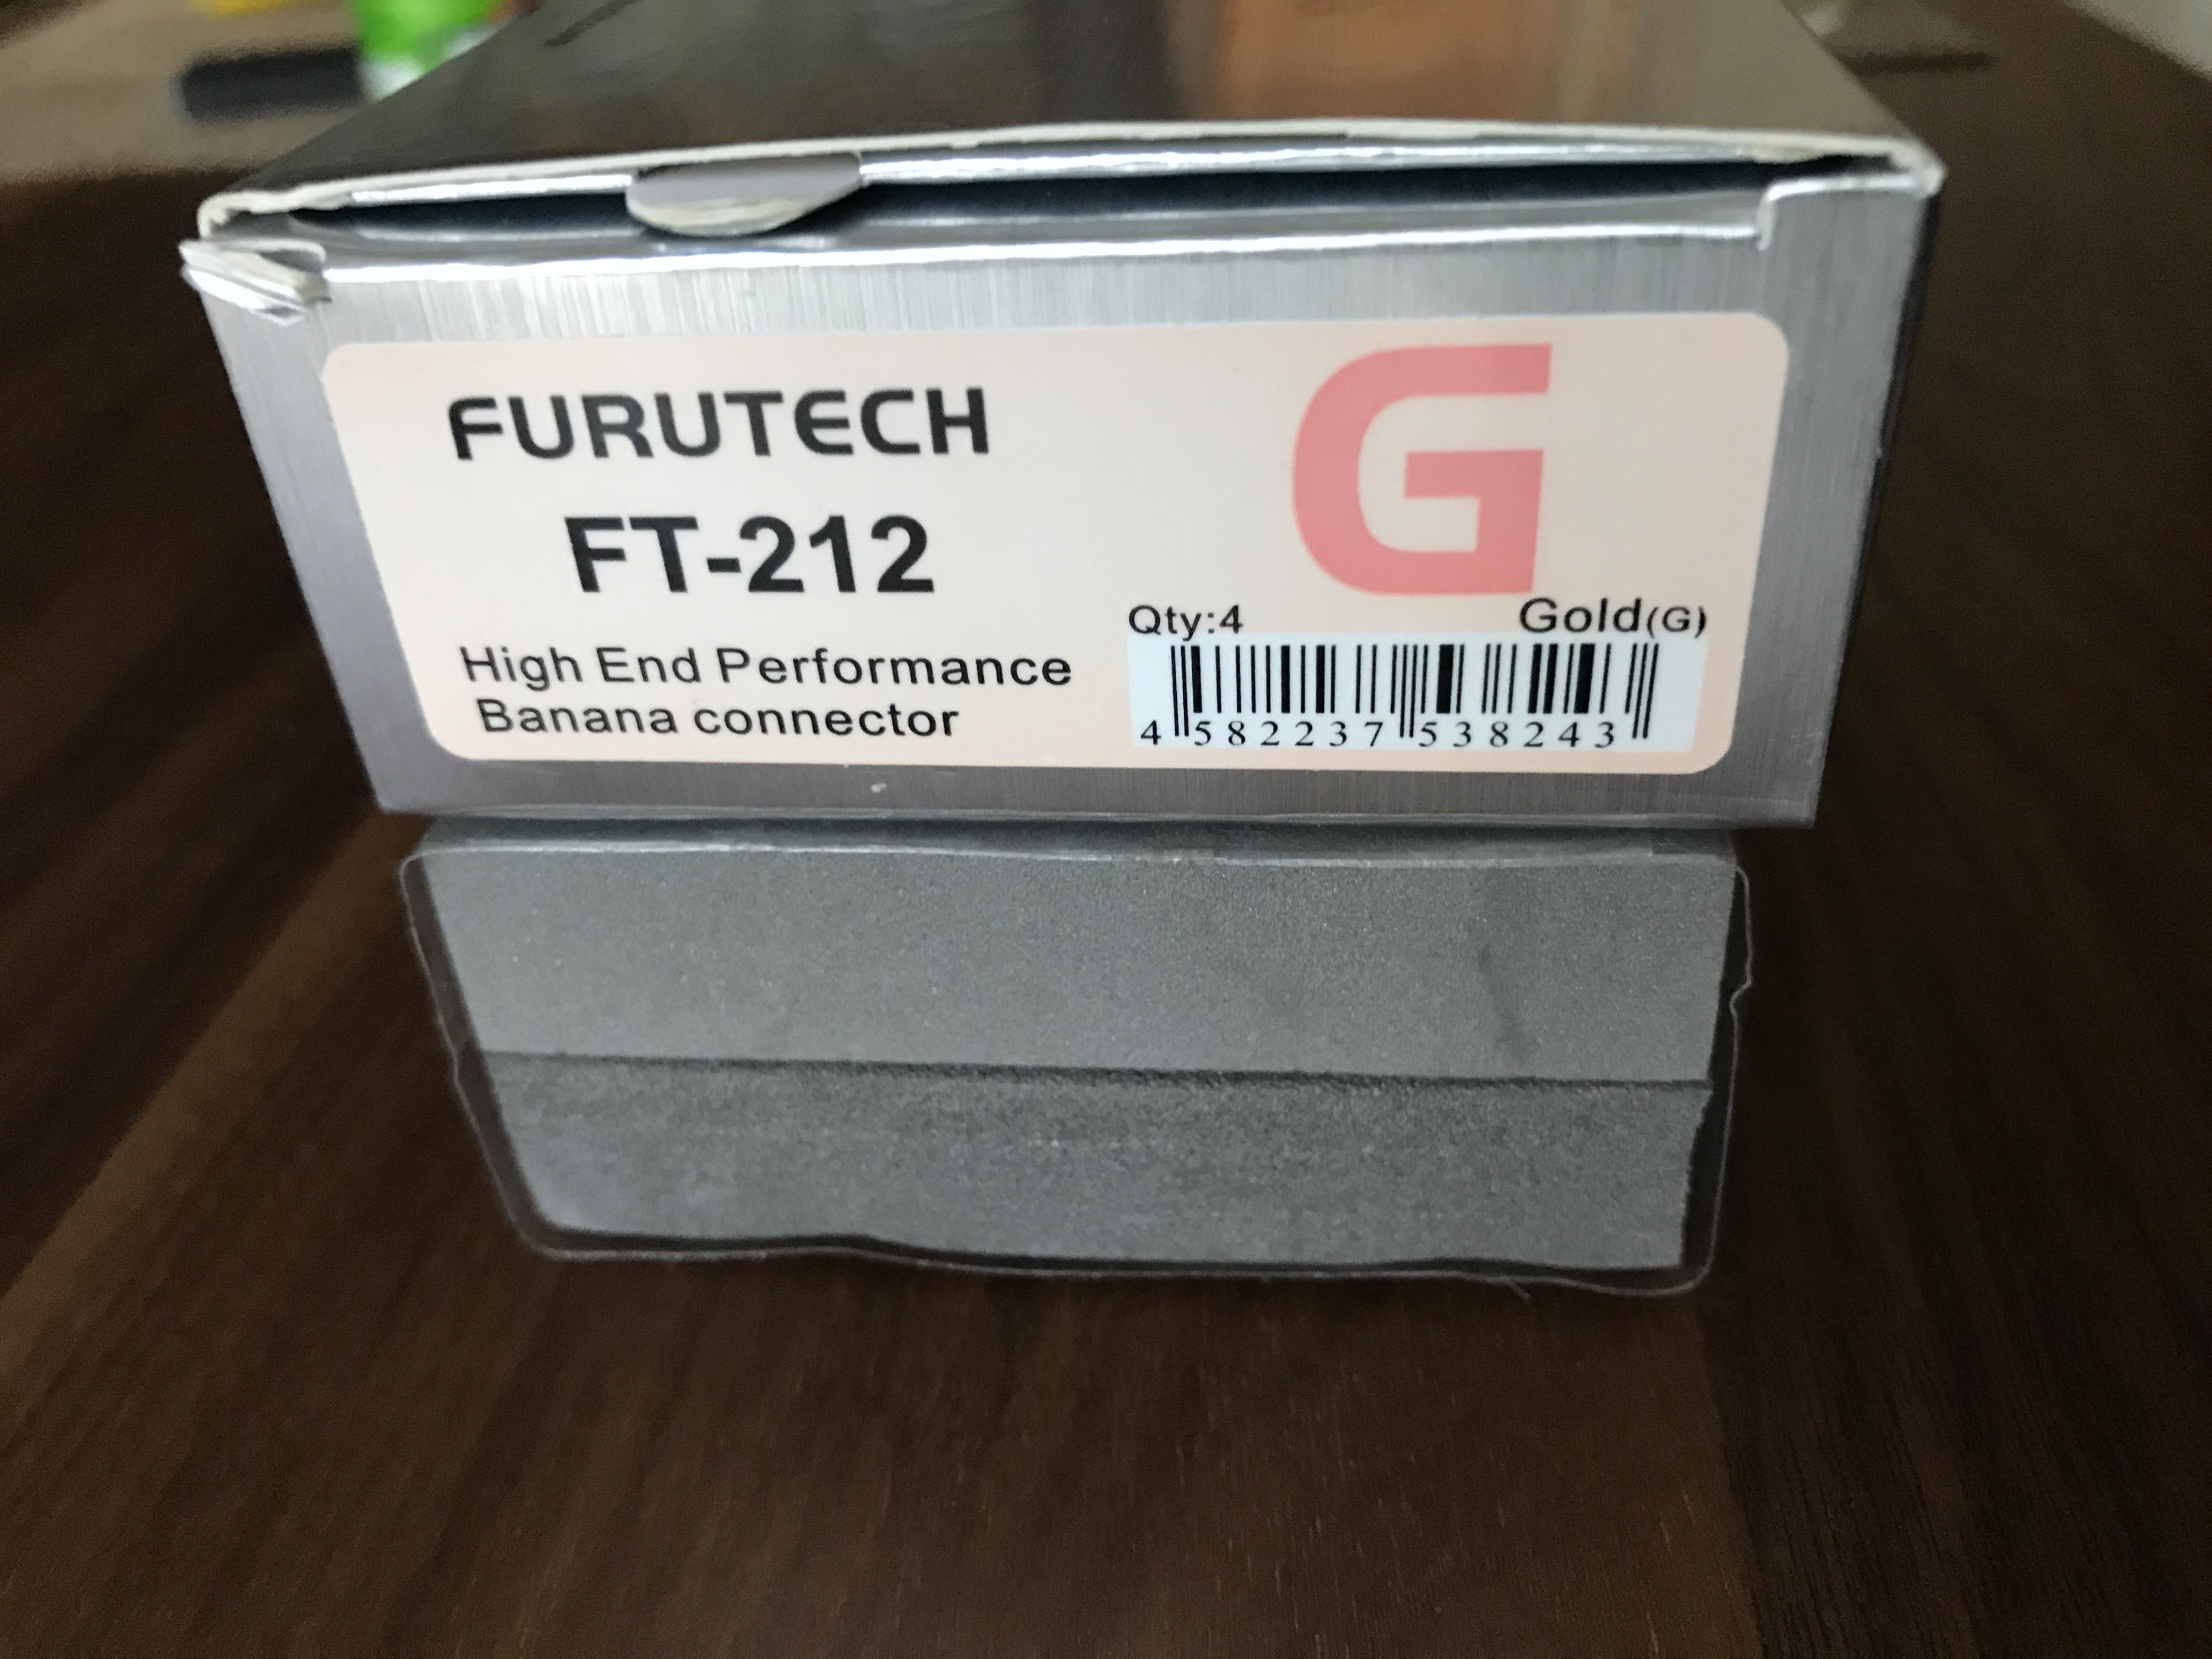 FURUTECH
G
FT-212
Qty:4 Gold(G)
High End Performance
Banana connector
4 582237 538243